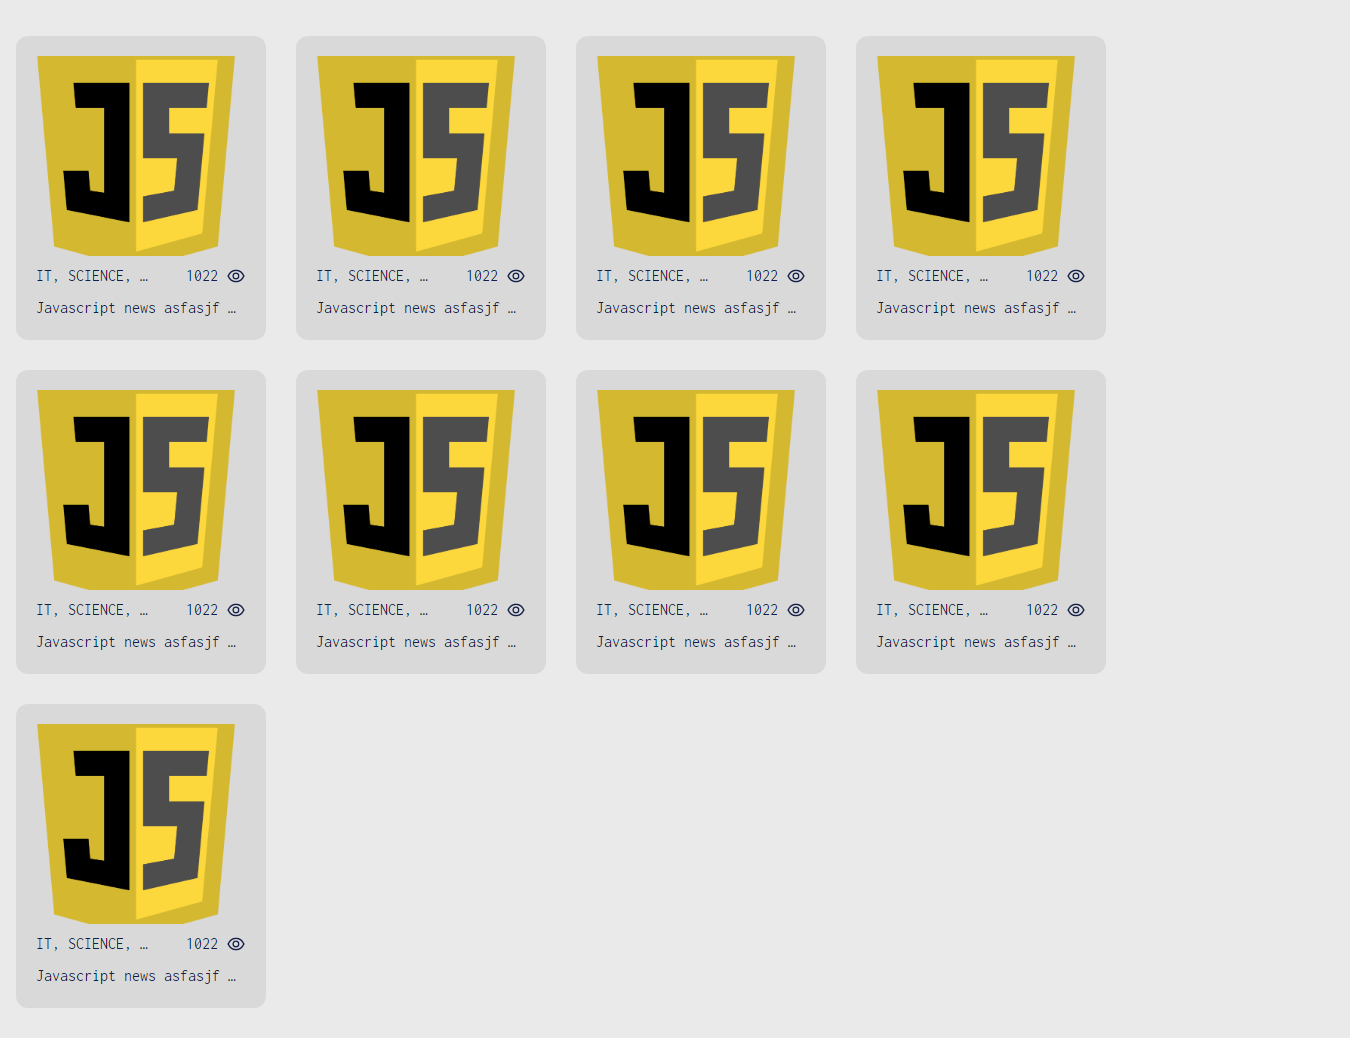 JS JS JS JS
IT, SCIENCE, … 1022 IT, SCIENCE, … 1022 IT, SCIENCE, … 1022 IT, SCIENCE, … 1022
Javascript news asfasjf … Javascript news asfasjf … Javascript news asfasjf … Javascript news asfasjf …
JS JS JS JS
IT, SCIENCE, … 1022 IT, SCIENCE, … 1022 IT, SCIENCE, … 1022 IT, SCIENCE, … 1022
Javascript news asfasjf … Javascript news asfasjf … Javascript news asfasjf … Javascript news asfasjf …
JS
IT, SCIENCE, … 1022
Javascript news asfasjf …